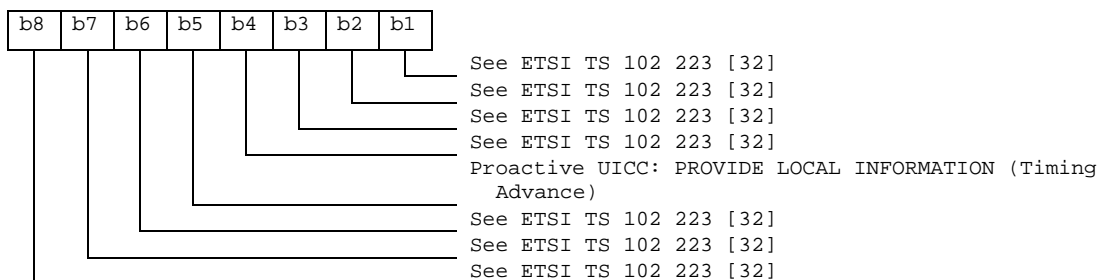 b8 b7 b6 b5 b4 b3 b2 b1
See ETSI TS 102 223 [32]
See ETSI TS 102 223 [32]
See ETSI TS 102 223 [32]
See ETSI TS 102 223 [32]
Proactive UICC: PROVIDE LOCAL INFORMATION (Timing
Advance)
See ETSI TS 102 223 [32]
See ETSI TS 102 223 [32]
See ETSI TS 102 223 [32]